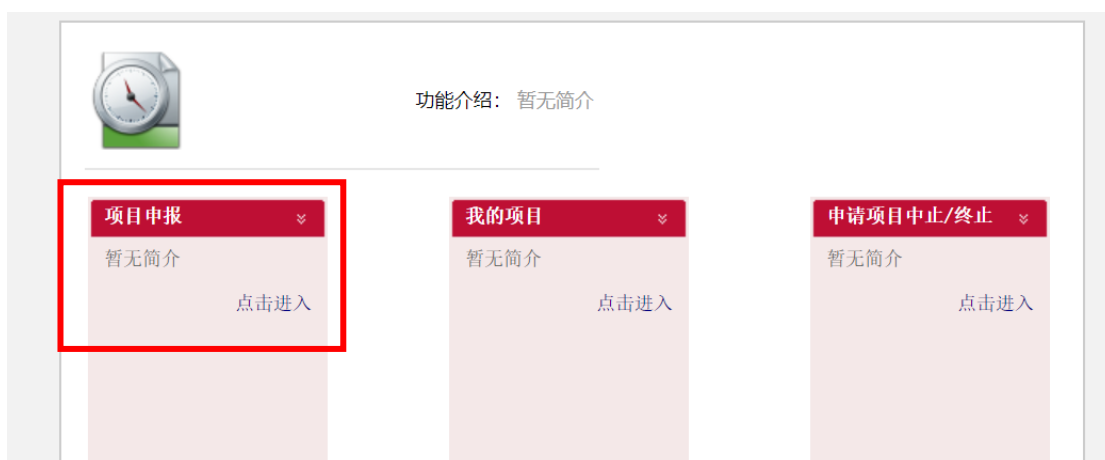 功能介绍： 暂无简介
项目申报
暂无简介
点击进入
我的项目
暂无简介
点击进入
申请项目中止/终止
暂无简介
点击进入